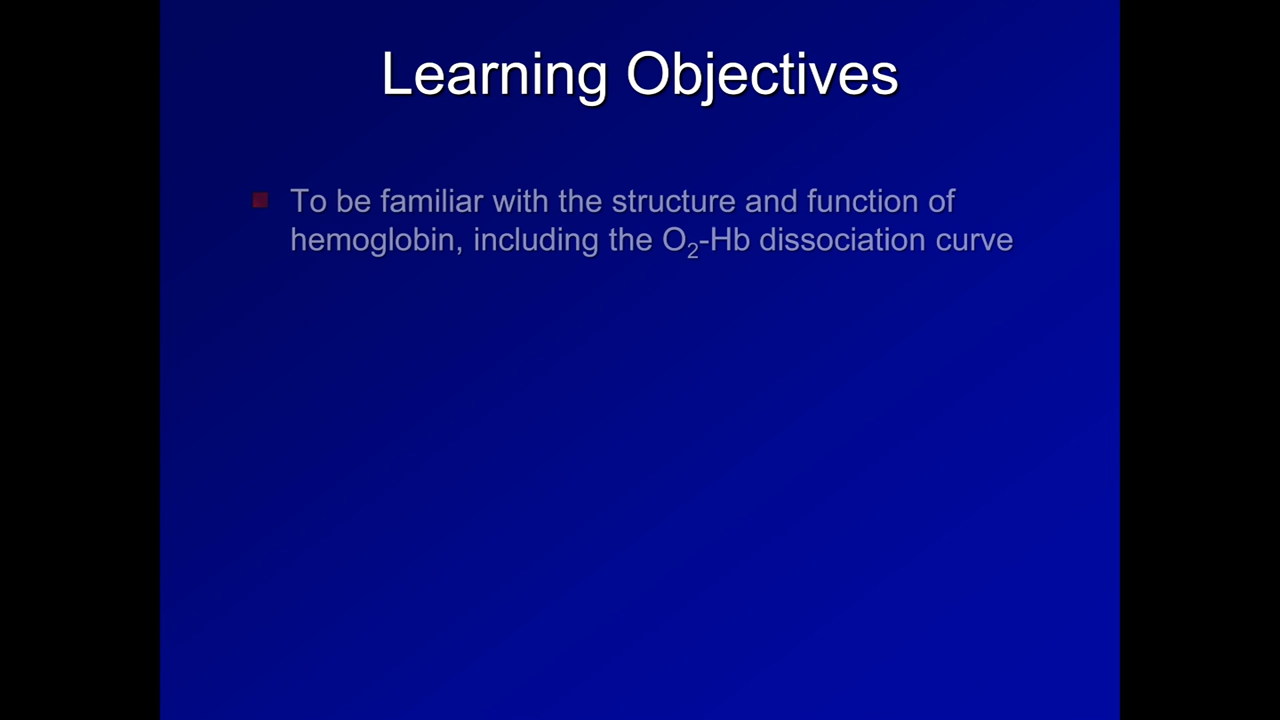 Learning Objectives
To be familiar with the structure and function of
hemoglobin, including the O₂-Hb dissociation curve